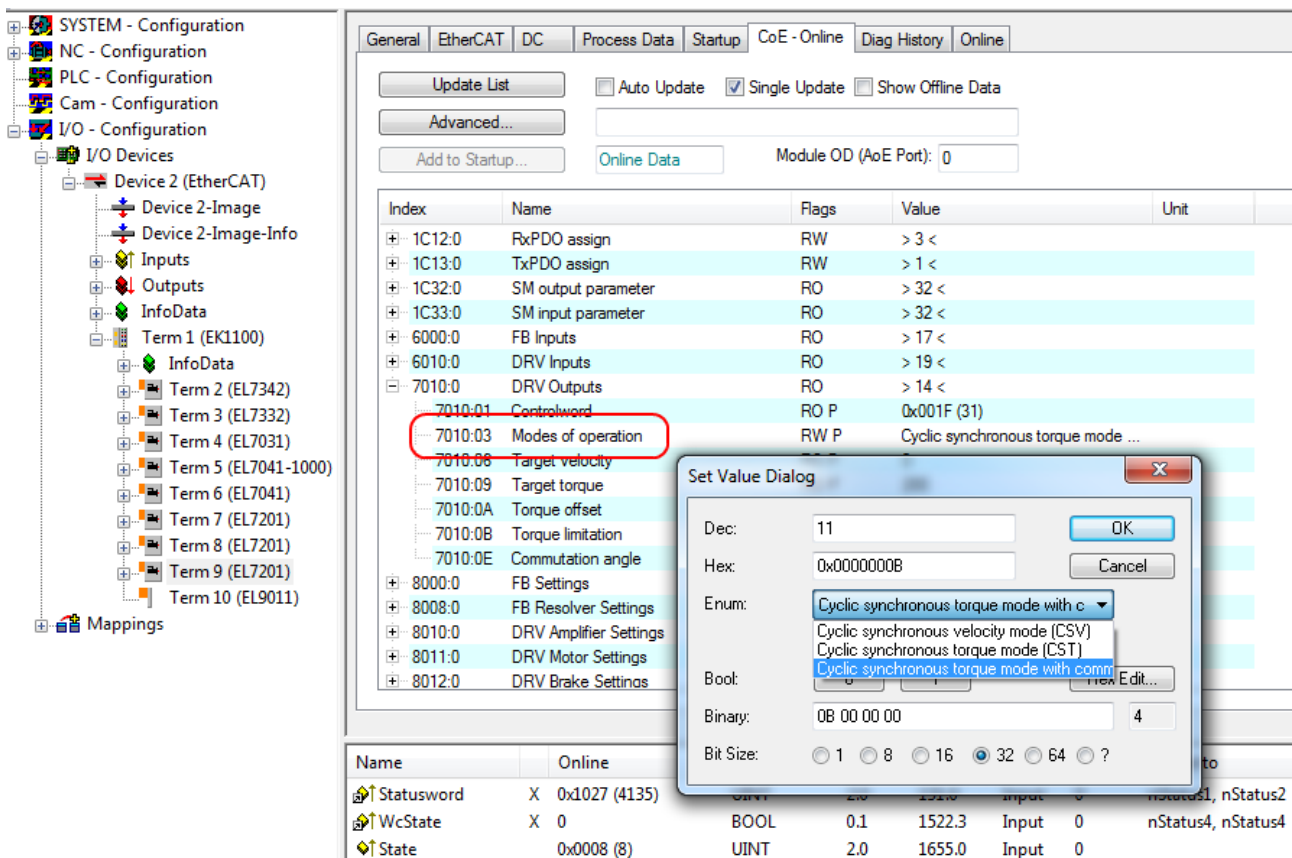 SYSTEM - Configuration
NC - Configuration
PLC - Configuration
Cam - Configuration
I/O - Configuration
I/O Devices
Device 2 (EtherCAT)
Device 2-Image
Device 2-Image-Info
Inputs
Outputs
InfoData
Term 1 (EK1100)
InfoData
Term 2 (EL7342)
Term 3 (EL7332)
Term 4 (EL7031)
Term 5 (EL7041-1000)
Term 6 (EL7041)
Term 7 (EL7201)
Term 8 (EL7201)
Term 9 (EL7201)
Term 10 (EL9011)
Mappings
General EtherCAT DC Process Data Startup CoE - Online Diag History Online
Update List Auto Update Single Update Show Offline Data
Advanced...
Add to Startup... Online Data Module OD (AoE Port): 0
Index Name Flags Value Unit
1C12:0 RxPDO assign RW > 3 <
1C13:0 TxPDO assign RW > 1 <
1C32:0 SM output parameter RO > 32 <
1C33:0 SM input parameter RO > 32 <
6000:0 FB Inputs RO > 17 <
6010:0 DRV Inputs RO > 19 <
7010:0 DRV Outputs RO > 14 <
7010:01 Controlword RO P 0x001F (31)
7010:03 Modes of operation RW P Cyclic synchronous torque mode ...
7010:06 Target velocity
7010:09 Target torque
7010:0A Torque offset
7010:0B Torque limitation
7010:0E Commutation angle
8000:0 FB Settings
8008:0 FB Resolver Settings
8010:0 DRV Amplifier Settings
8011:0 DRV Motor Settings
8012:0 DRV Brake Settings
Set Value Dialog
Dec: 11 OK
Hex: 0x0000000B Cancel
Enum: Cyclic synchronous torque mode with c
Cyclic synchronous velocity mode (CSV)
Cyclic synchronous torque mode (CST)
Cyclic synchronous torque mode with comm
Bool: Hex Edit...
Binary: 0B 00 00 00 4
Bit Size: 1 8 16 32 64 ?
Name Online to
Statusword X 0x1027 (4135) UINT 2.0 Input 0 nStatus1, nStatus2
WcState X 0 BOOL 0.1 1522.3 Input 0 nStatus4, nStatus4
State 0x0008 (8) UINT 2.0 1655.0 Input 0